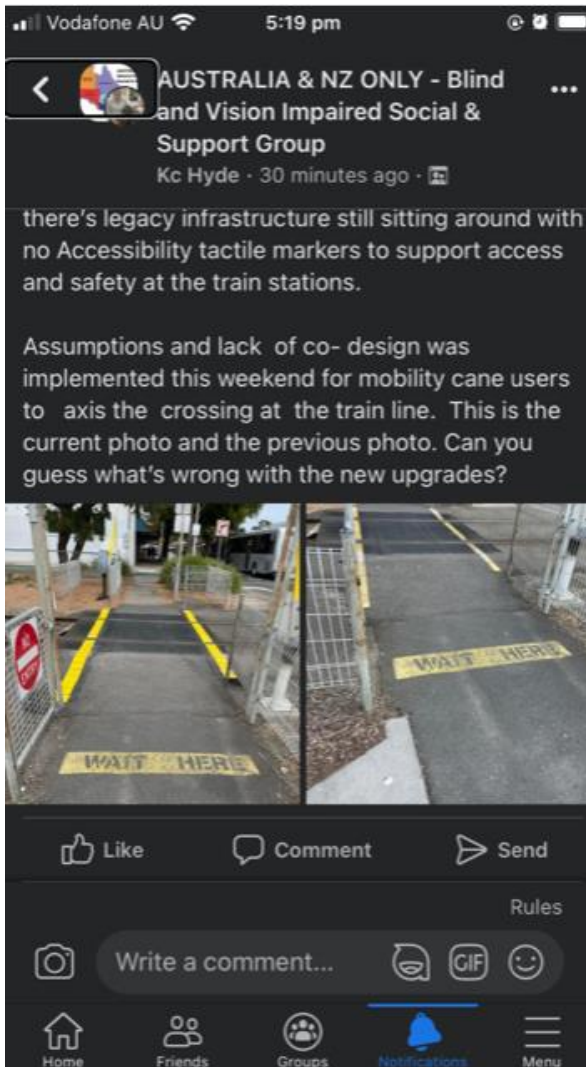 Vodafone AU
5:19 pm
AUSTRALIA & NZ ONLY - Blind
and Vision Impaired Social &
Support Group
Kc Hyde · 30 minutes ago ·
there's legacy infrastructure still sitting around with
no Accessibility tactile markers to support access
and safety at the train stations.
Assumptions and lack of co- design was
implemented this weekend for mobility cane users
to axis the crossing at the train line. This is the
current photo and the previous photo. Can you
guess what's wrong with the new upgrades?
NO
ENTRY
WAIT HERE
WAIT HERE
Like
Comment
Send
Rules
Write a comment...
GIF
Home
Friends
Groups
Notifications
Menu